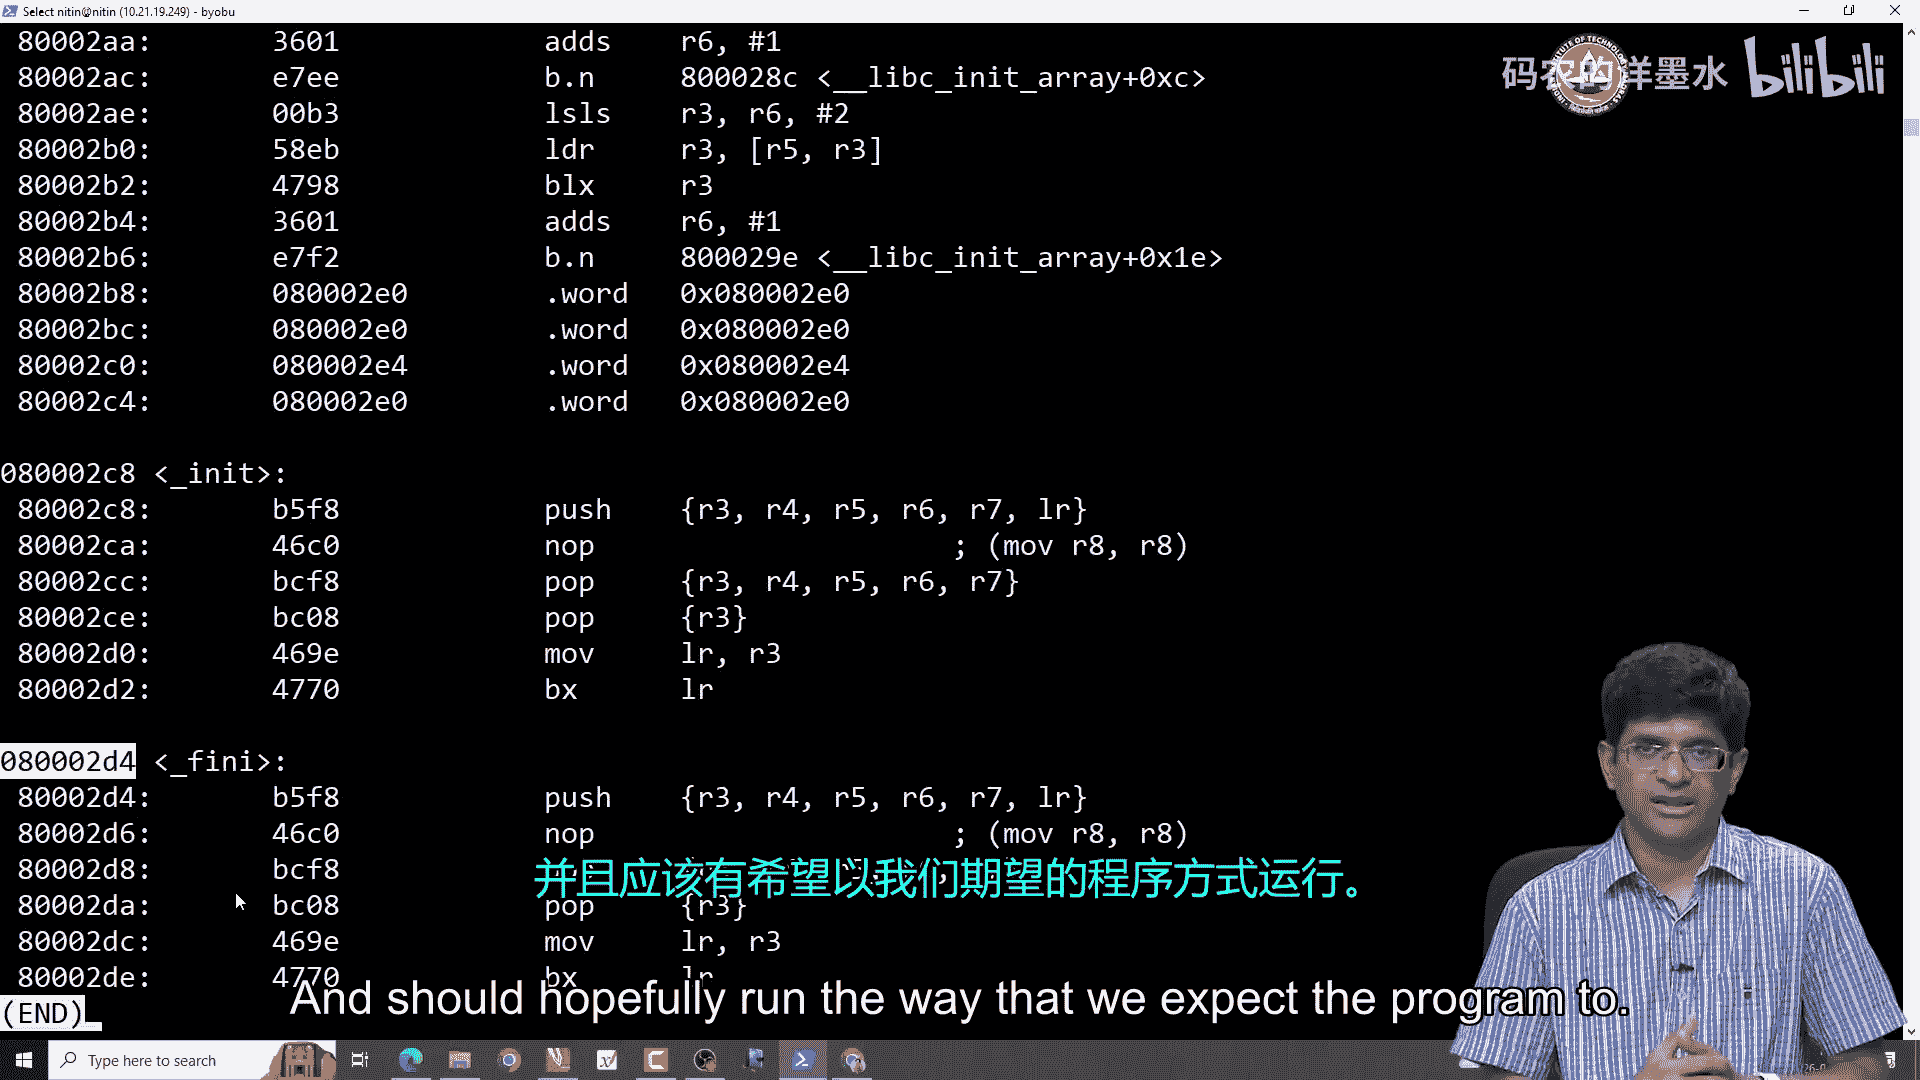 Select nitin@nitin (10.21.19.249) - byobu
码农的洋墨水 bilibili
80002aa: 3601 adds r6, #1
80002ac: e7ee b.n 800028c <__libc_init_array+0xc>
80002ae: 00b3 lsls r3, r6, #2
80002b0: 58eb ldr r3, [r5, r3]
80002b2: 4798 blx r3
80002b4: 3601 adds r6, #1
80002b6: e7f2 b.n 800029e <__libc_init_array+0x1e>
80002b8: 080002e0 .word 0x080002e0
80002bc: 080002e0 .word 0x080002e0
80002c0: 080002e4 .word 0x080002e4
80002c4: 080002e0 .word 0x080002e0
080002c8 <_init>:
80002c8: b5f8 push {r3, r4, r5, r6, r7, lr}
80002ca: 46c0 nop ; (mov r8, r8)
80002cc: bcf8 pop {r3, r4, r5, r6, r7}
80002ce: bc08 pop {r3}
80002d0: 469e mov lr, r3
80002d2: 4770 bx lr
080002d4 <_fini>:
80002d4: b5f8 push {r3, r4, r5, r6, r7, lr}
80002d6: 46c0 nop ; (mov r8, r8)
80002d8: bcf8
并且应该有希望以我们期望的程序方式运行。
80002da: bc08 pop {r3}
80002dc: 469e mov lr, r3
80002de: 4770 bx lr
And should hopefully run the way that we expect the program to.
(END)
Type here to search